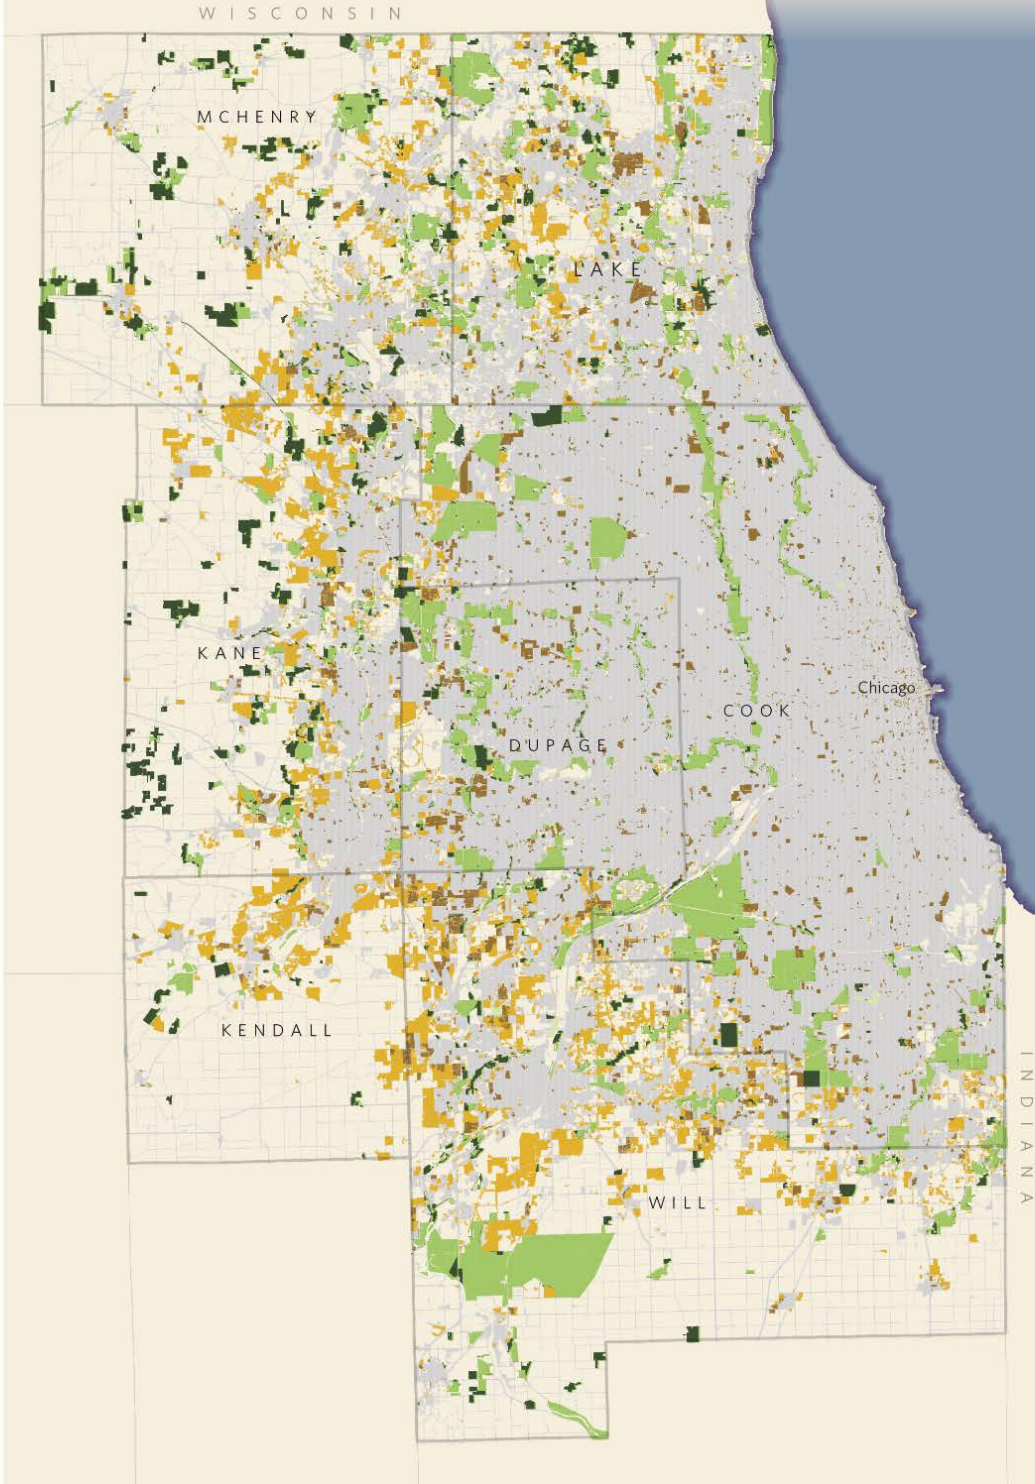 WISCONSIN
MCHENRY
LAKE
KANE
Chicago
COOK
DUPAGE
KENDALL
INDIANA
WILL